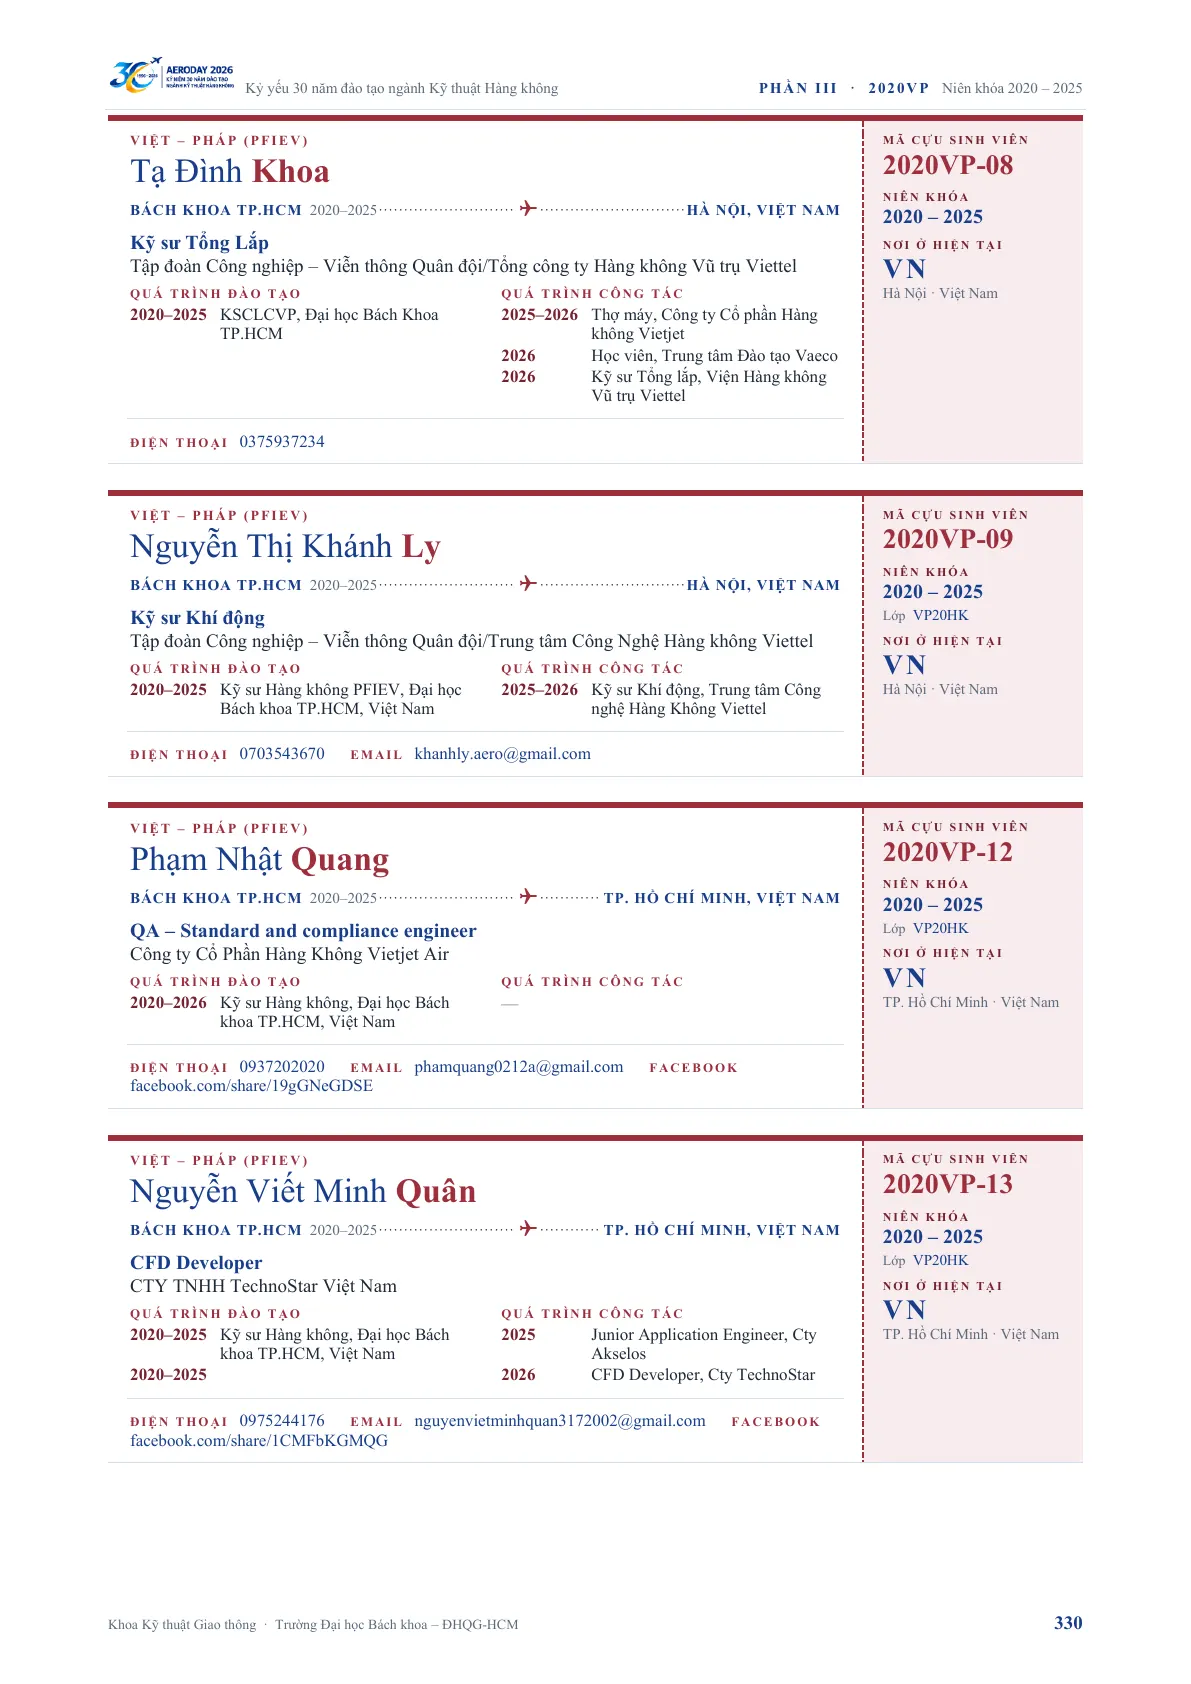 30 AERODAY 2026
1996 - 2026 KỶ NIỆM 30 NĂM ĐÀO TẠO
NGÀNH KỸ THUẬT HÀNG KHÔNG
Kỷ yếu 30 năm đào tạo ngành Kỹ thuật Hàng không
PHẦN III · 2020VP Niên khóa 2020 – 2025
VIỆT – PHÁP (PFIEV)
Tạ Đình Khoa
BÁCH KHOA TP.HCM 2020–2025 HÀ NỘI, VIỆT NAM
Kỹ sư Tổng Lắp
Tập đoàn Công nghiệp – Viễn thông Quân đội/Tổng công ty Hàng không Vũ trụ Viettel
QUÁ TRÌNH ĐÀO TẠO
2020–2025 KSCLCVP, Đại học Bách Khoa
TP.HCM
QUÁ TRÌNH CÔNG TÁC
2025–2026 Thợ máy, Công ty Cổ phần Hàng
không Vietjet
2026 Học viên, Trung tâm Đào tạo Vaeco
2026 Kỹ sư Tổng lắp, Viện Hàng không
Vũ trụ Viettel
ĐIỆN THOẠI 0375937234
MÃ CỰU SINH VIÊN
2020VP-08
NIÊN KHÓA
2020 – 2025
NƠI Ở HIỆN TẠI
VN
Hà Nội · Việt Nam
VIỆT – PHÁP (PFIEV)
Nguyễn Thị Khánh Ly
BÁCH KHOA TP.HCM 2020–2025 HÀ NỘI, VIỆT NAM
Kỹ sư Khí động
Tập đoàn Công nghiệp – Viễn thông Quân đội/Trung tâm Công Nghệ Hàng không Viettel
QUÁ TRÌNH ĐÀO TẠO
2020–2025 Kỹ sư Hàng không PFIEV, Đại học
Bách khoa TP.HCM, Việt Nam
QUÁ TRÌNH CÔNG TÁC
2025–2026 Kỹ sư Khí động, Trung tâm Công
nghệ Hàng Không Viettel
ĐIỆN THOẠI 0703543670 EMAIL khanhly.aero@gmail.com
MÃ CỰU SINH VIÊN
2020VP-09
NIÊN KHÓA
2020 – 2025
Lớp VP20HK
NƠI Ở HIỆN TẠI
VN
Hà Nội · Việt Nam
VIỆT – PHÁP (PFIEV)
Phạm Nhật Quang
BÁCH KHOA TP.HCM 2020–2025 TP. HỒ CHÍ MINH, VIỆT NAM
QA – Standard and compliance engineer
Công ty Cổ Phần Hàng Không Vietjet Air
QUÁ TRÌNH ĐÀO TẠO
2020–2026 Kỹ sư Hàng không, Đại học Bách
khoa TP.HCM, Việt Nam
QUÁ TRÌNH CÔNG TÁC
—
ĐIỆN THOẠI 0937202020 EMAIL phamquang0212a@gmail.com FACEBOOK
facebook.com/share/19gGNeGDSE
MÃ CỰU SINH VIÊN
2020VP-12
NIÊN KHÓA
2020 – 2025
Lớp VP20HK
NƠI Ở HIỆN TẠI
VN
TP. Hồ Chí Minh · Việt Nam
VIỆT – PHÁP (PFIEV)
Nguyễn Viết Minh Quân
BÁCH KHOA TP.HCM 2020–2025 TP. HỒ CHÍ MINH, VIỆT NAM
CFD Developer
CTY TNHH TechnoStar Việt Nam
QUÁ TRÌNH ĐÀO TẠO
2020–2025 Kỹ sư Hàng không, Đại học Bách
khoa TP.HCM, Việt Nam
2020–2025
QUÁ TRÌNH CÔNG TÁC
2025 Junior Application Engineer, Cty
Akselos
2026 CFD Developer, Cty TechnoStar
ĐIỆN THOẠI 0975244176 EMAIL nguyenvietminhquan3172002@gmail.com FACEBOOK
facebook.com/share/1CMFbKGMQG
MÃ CỰU SINH VIÊN
2020VP-13
NIÊN KHÓA
2020 – 2025
Lớp VP20HK
NƠI Ở HIỆN TẠI
VN
TP. Hồ Chí Minh · Việt Nam
Khoa Kỹ thuật Giao thông · Trường Đại học Bách khoa – ĐHQG-HCM
330